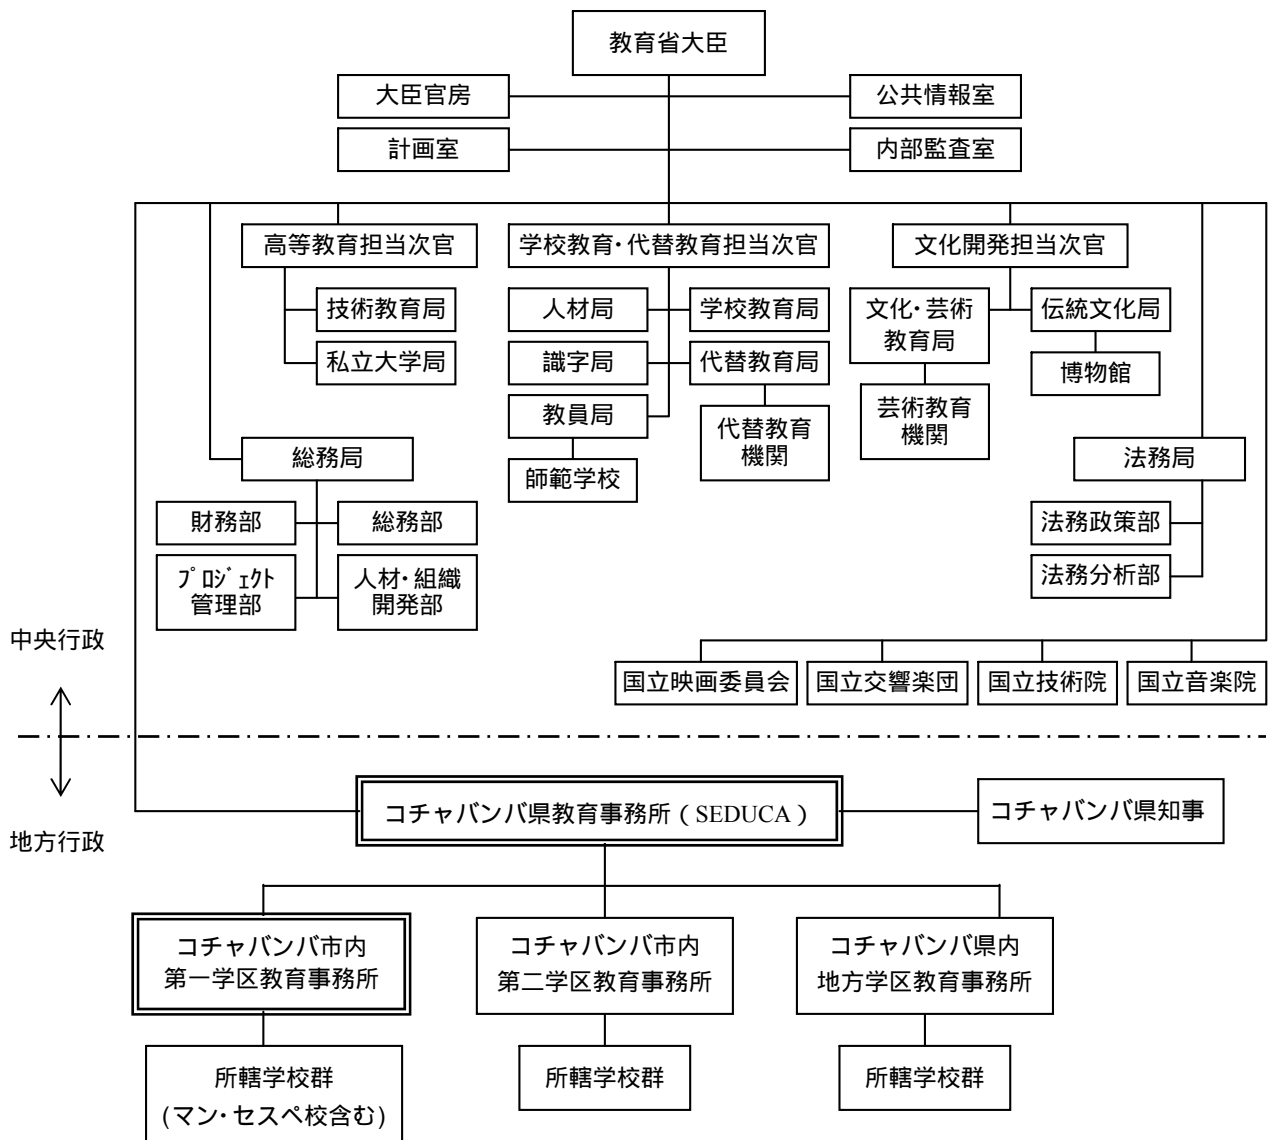 教育省大臣
大臣官房
公共情報室
計画室
内部監査室
高等教育担当次官
学校教育・代替教育担当次官
文化開発担当次官
技術教育局
私立大学局
人材局
学校教育局
識字局
代替教育局
教員局
師範学校
代替教育
機関
文化・芸術
教育局
伝統文化局
芸術教育
機関
博物館
総務局
法務局
財務部
総務部
ﾌﾟﾛｼﾞｪｸﾄ
管理部
人材・組織
開発部
法務政策部
法務分析部
中央行政
国立映画委員会
国立交響楽団
国立技術院
国立音楽院
地方行政
コチャバンバ県教育事務所（SEDUCA）
コチャバンバ県知事
コチャバンバ市内
第一学区教育事務所
コチャバンバ市内
第二学区教育事務所
コチャバンバ県内
地方学区教育事務所
所轄学校群
(マン・セスペ校含む)
所轄学校群
所轄学校群